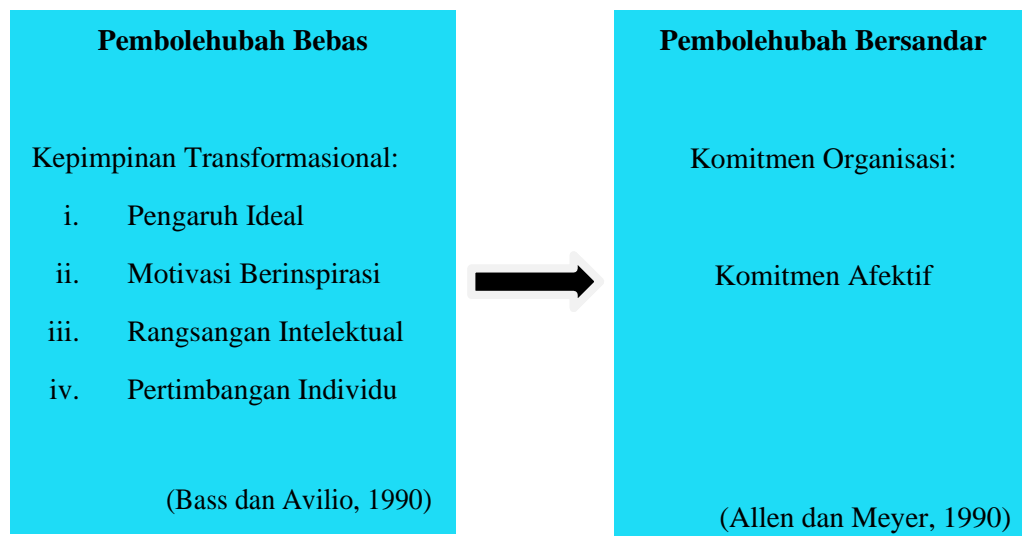 Pembolehubah Bebas
Kepimpinan Transformasional:
i. Pengaruh Ideal
ii. Motivasi Berinspirasi
iii. Rangsangan Intelektual
iv. Pertimbangan Individu
(Bass dan Avilio, 1990)
Pembolehubah Bersandar
Komitmen Organisasi:
Komitmen Afektif
(Allen dan Meyer, 1990)